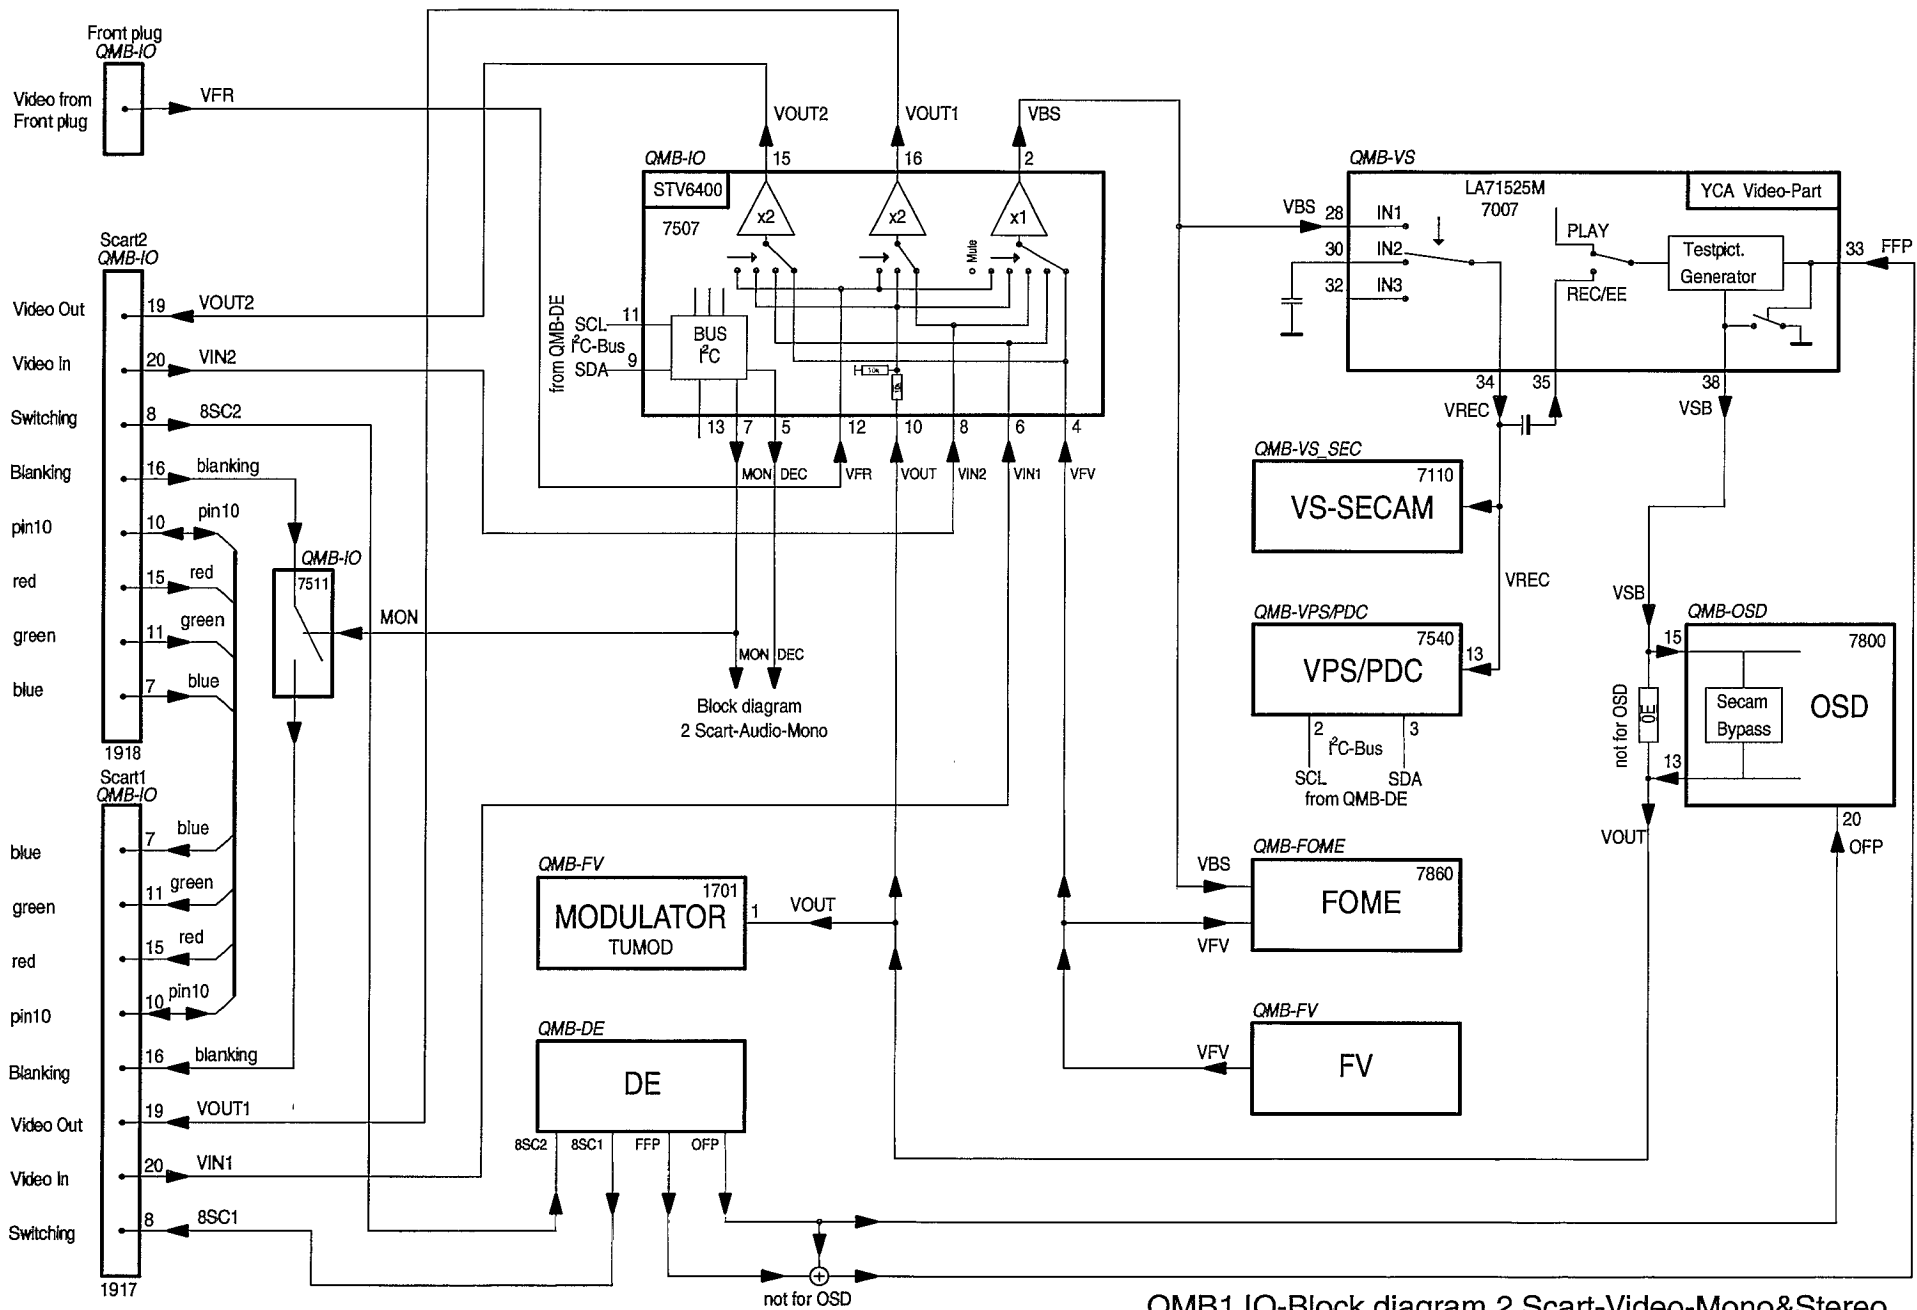 Front plug
QMB-IO
Video from
Front plug
VFR
Scart2
QMB-IO
Video Out
19
VOUT2
Video In
20
VIN2
Switching
8
8SC2
Blanking
16
blanking
pin10
10
pin10
red
15
red
green
11
green
blue
7
blue
1918
QMB-IO
7511
MON
Scart1
QMB-IO
blue
7
blue
green
11
green
red
15
red
pin10
10
pin10
Blanking
16
blanking
Video Out
19
VOUT1
Video In
20
VIN1
Switching
8
8SC1
1917
VOUT2
VOUT1
VBS
QMB-IO
15
16
2
STV6400
7507
x2
x2
x1
Mute
from QMB-DE
SCL
11
I²C-Bus
SDA
9
BUS
I²C
10k
13
7
5
12
10
8
6
4
MON
DEC
VFR
VOUT
VIN2
VIN1
VFV
MON
DEC
Block diagram
2 Scart-Audio-Mono
QMB-FV
1701
MODULATOR
TUMOD
1
VOUT
QMB-DE
DE
8SC2
8SC1
FFP
OFP
not for OSD
QMB-VS
LA71525M
7007
YCA Video-Part
VBS
28
IN1
30
IN2
32
IN3
PLAY
REC/EE
Testpict.
Generator
33
FFP
34
35
38
VREC
VSB
QMB-VS_SEC
7110
VS-SECAM
VREC
QMB-VPS/PDC
7540
VPS/PDC
13
2
3
I²C-Bus
SCL
SDA
from QMB-DE
VSB
QMB-OSD
7800
15
Secam
Bypass
OSD
not for OSD
0E
13
VOUT
20
OFP
QMB-FOME
7860
FOME
VBS
VFV
QMB-FV
FV
VFV
QMB1 IO-Block diagram 2 Scart-Video-Mono&Stereo